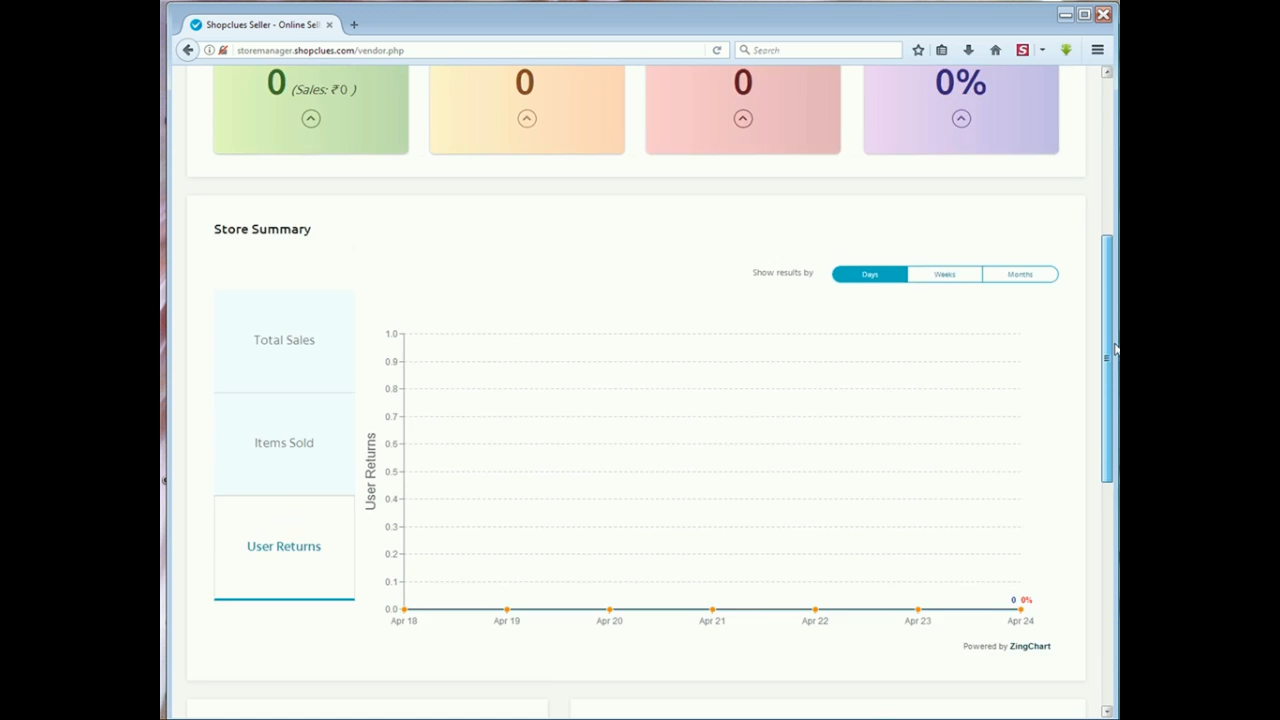 Shopclues Seller - Online Sel
storemanager.shopclues.com/vendor.php
Search
S
0 (Sales: ₹ 0 )
0
0
0%
Store Summary
Show results by
Days
Weeks
Months
Total Sales
Items Sold
User Returns
User Returns
1.0
0.9
0.8
0.7
0.6
0.5
0.4
0.3
0.2
0.1
0.0
0 0%
Apr 18
Apr 19
Apr 20
Apr 21
Apr 22
Apr 23
Apr 24
Powered by ZingChart